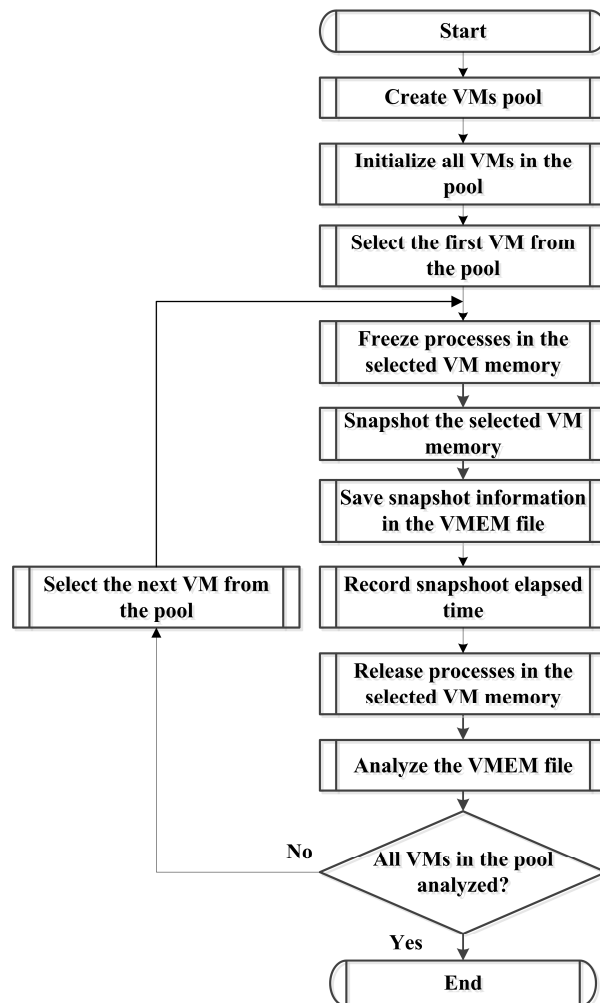 Start
Create VMs pool
Initialize all VMs in the
pool
Select the first VM from
the pool
Freeze processes in the
selected VM memory
Snapshot the selected VM
memory
Save snapshot information
in the VMEM file
Select the next VM from
the pool
Record snapshoot elapsed
time
Release processes in the
selected VM memory
Analyze the VMEM file
No
All VMs in the pool
analyzed?
Yes
End